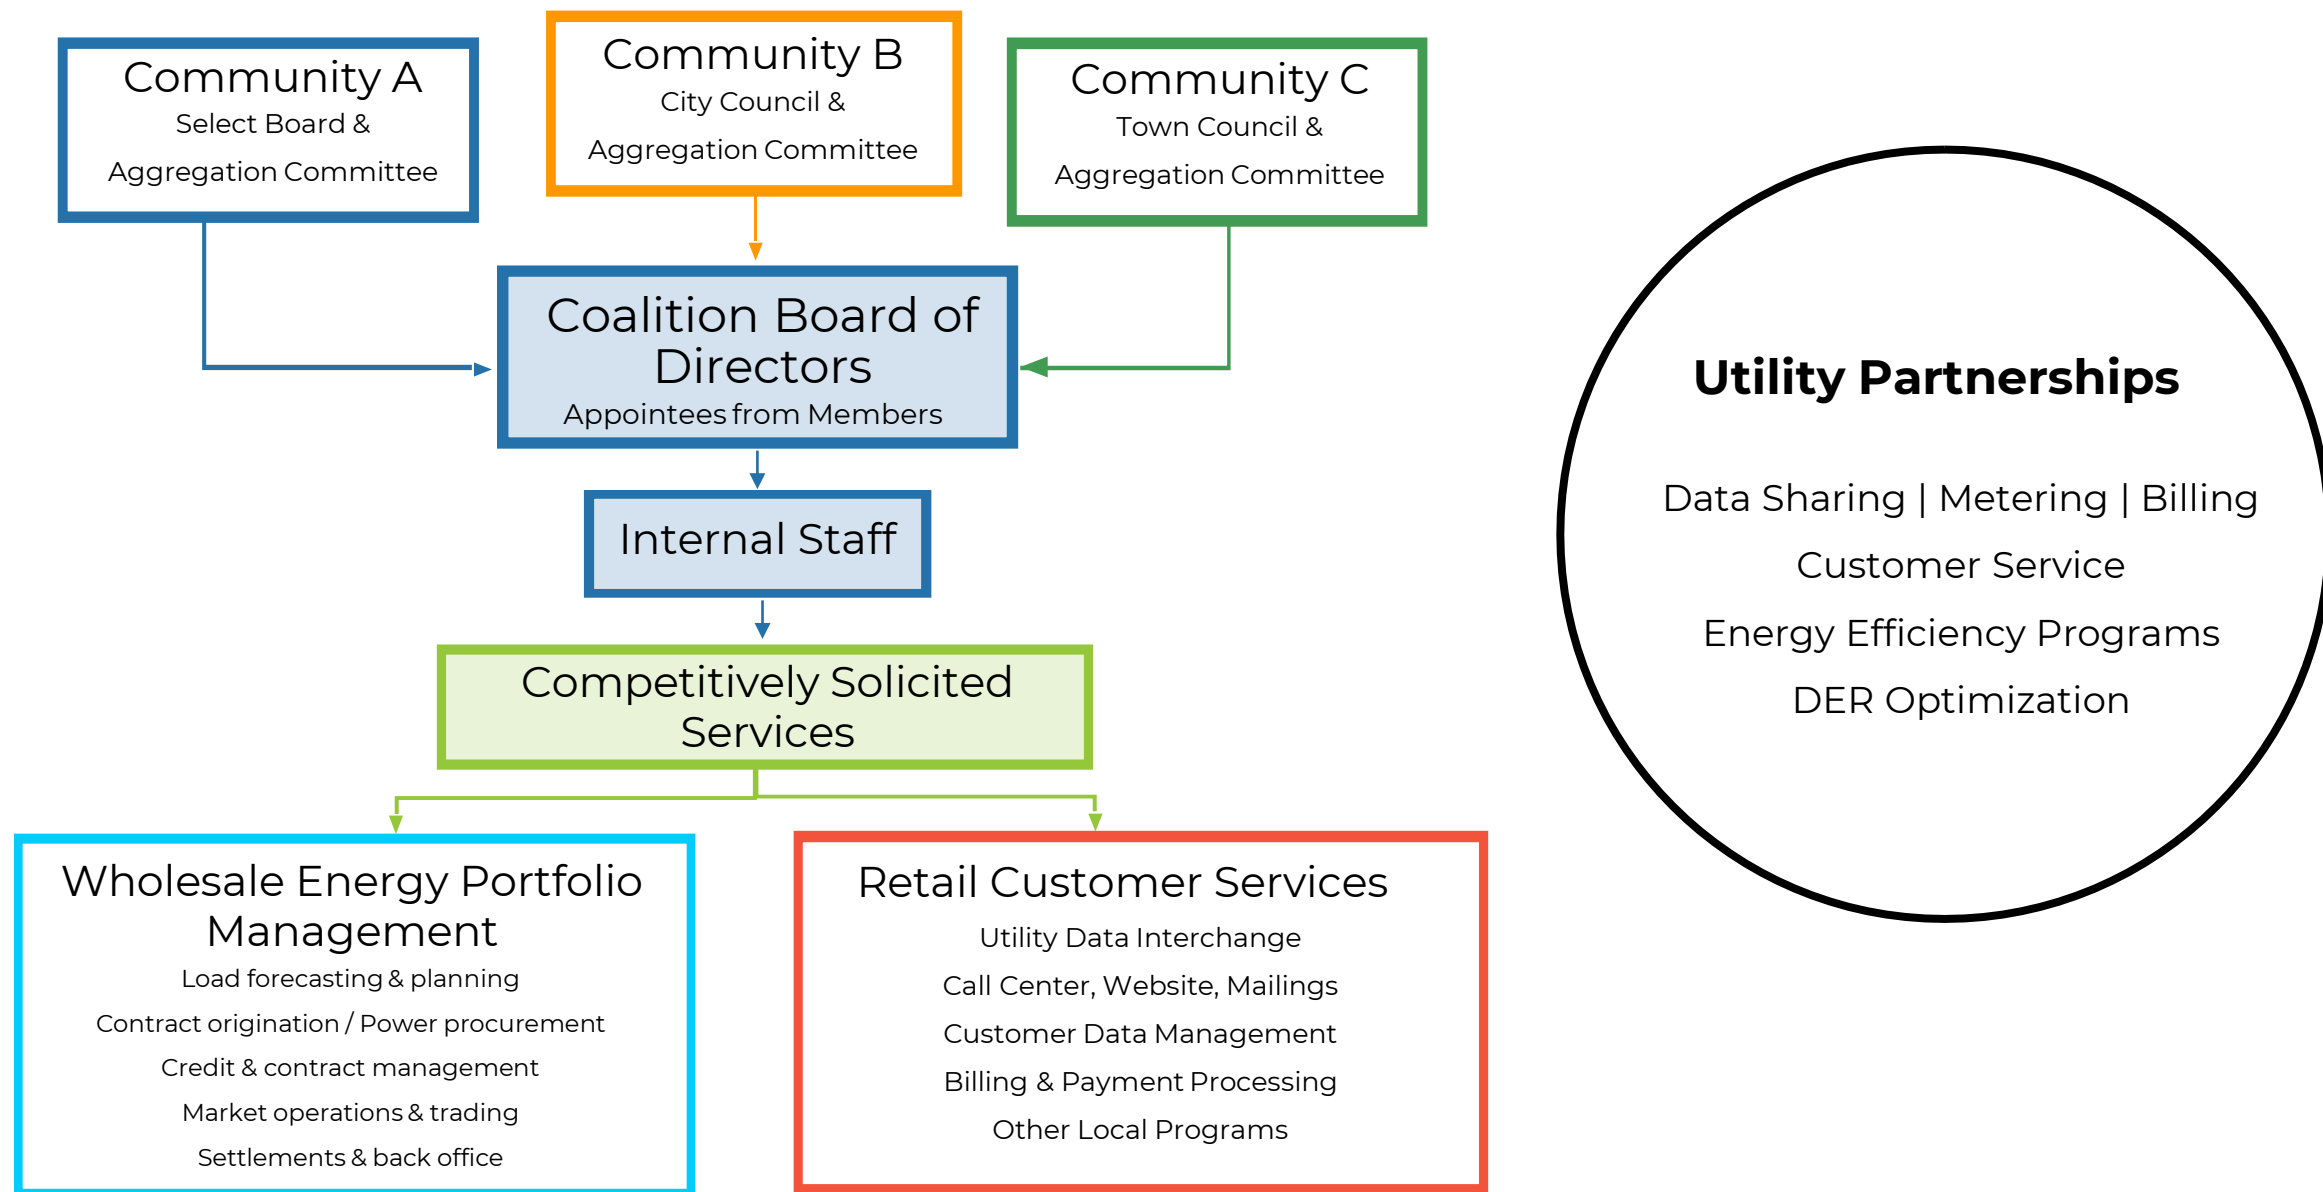 Community A
Select Board &
Aggregation Committee
Community B
City Council &
Aggregation Committee
Community C
Town Council &
Aggregation Committee
Coalition Board of
Directors
Appointees from Members
Internal Staff
Competitively Solicited
Services
Wholesale Energy Portfolio
Management
Load forecasting & planning
Contract origination / Power procurement
Credit & contract management
Market operations & trading
Settlements & back office
Retail Customer Services
Utility Data Interchange
Call Center, Website, Mailings
Customer Data Management
Billing & Payment Processing
Other Local Programs
Utility Partnerships
Data Sharing | Metering | Billing
Customer Service
Energy Efficiency Programs
DER Optimization